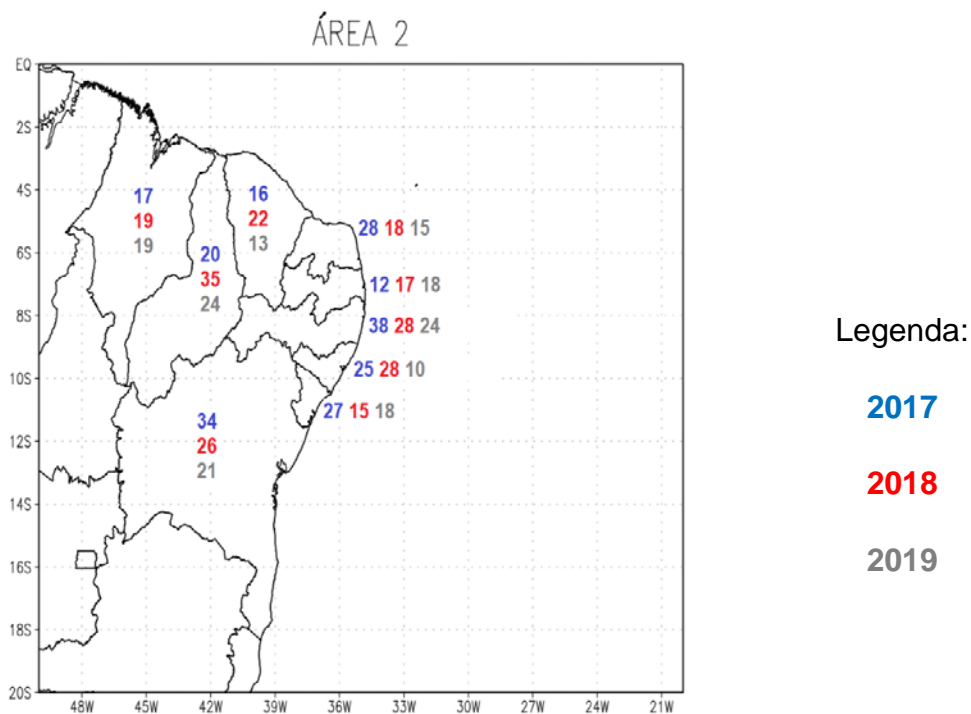 ÁREA 2
EQ
2S
4S
17
16
19
22
28 18 15
19
13
6S
20
35
12 17 18
24
8S
38 28 24
Legenda:
25 28 10
10S
27 15 18
2017
34
12S
26
21
2018
14S
2019
16S
18S
20S
48W 45W 42W 39W 36W 33W 30W 27W 24W 21W